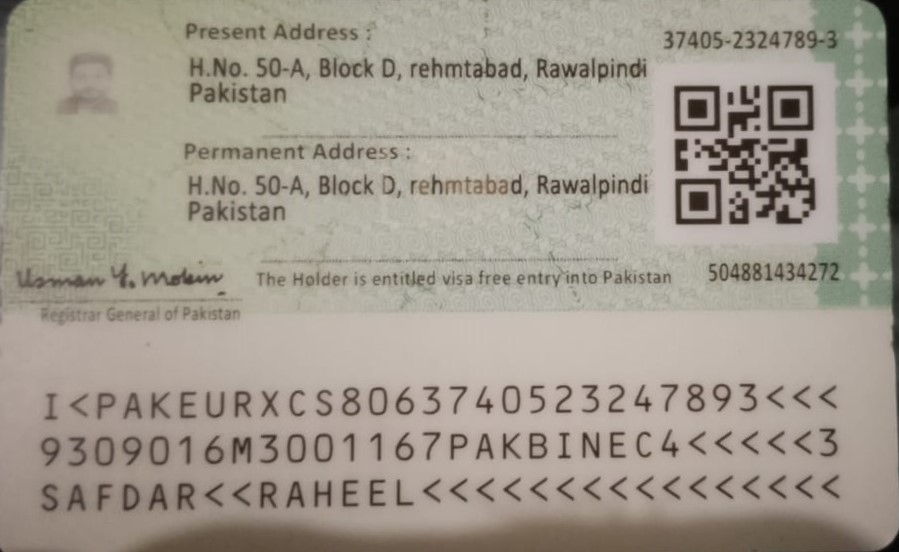 Present Address :
37405-2324789-3
H.No. 50-A, Block D, rehmtabad, Rawalpindi
Pakistan
Permanent Address :
H.No. 50-A, Block D, rehmtabad, Rawalpindi
Pakistan
Usman Y. Mobin
The Holder is entitled visa free entry into Pakistan
504881434272
Registrar General of Pakistan
I<PAKEURXCS8063740523247893<<<
9309016M3001167PAKBINEC4<<<<<3
SAFDAR<<RAHEEL<<<<<<<<<<<<<<<<